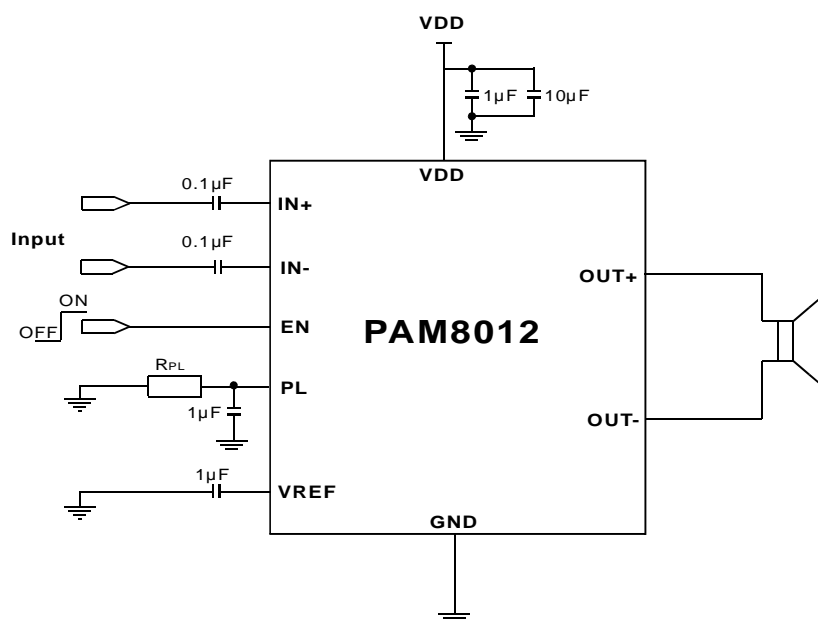 VDD
1µF
10µF
VDD
0.1µF
IN+
Input
0.1µF
IN-
OUT+
ON
OFF
EN
PAM8012
RPL
PL
1µF
OUT-
1µF
VREF
GND